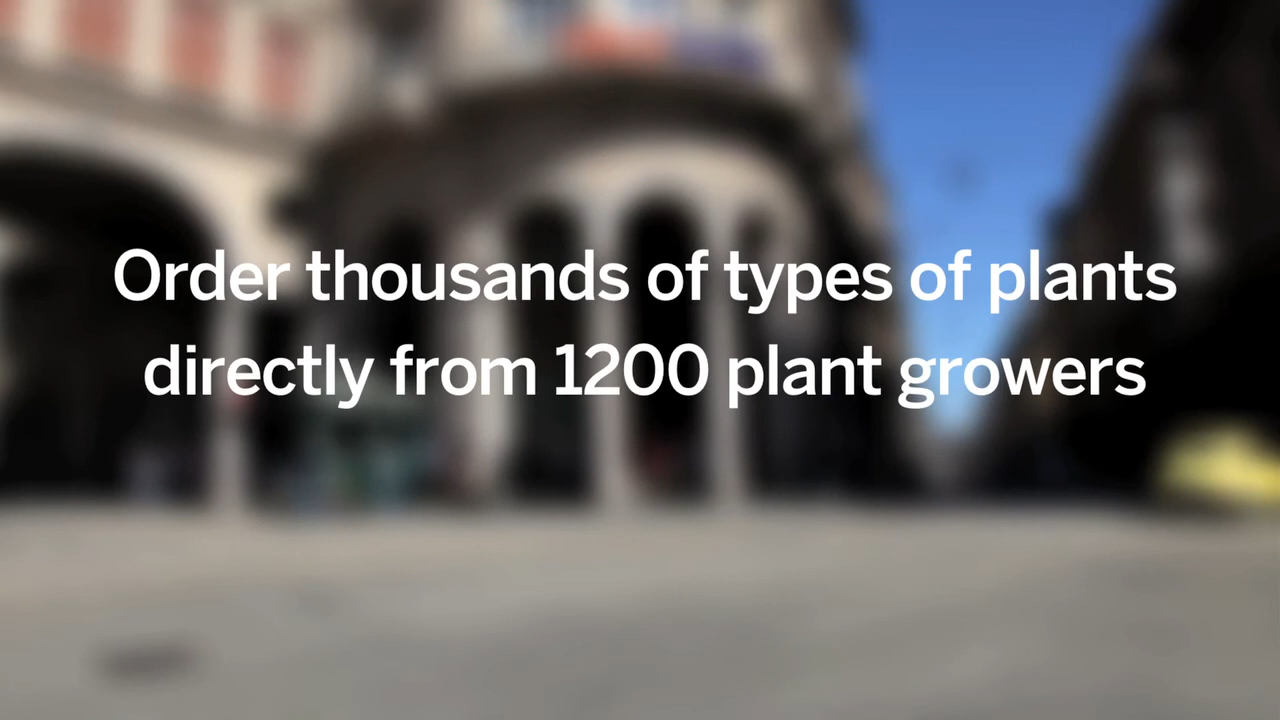 Order thousands of types of plants
directly from 1200 plant growers